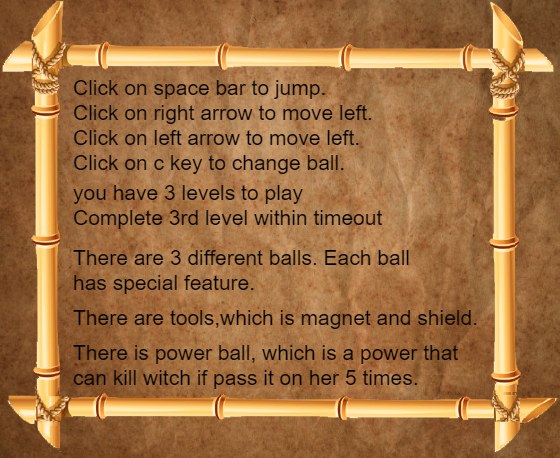 Click on space bar to jump.
Click on right arrow to move left.
Click on left arrow to move left.
Click on c key to change ball.
you have 3 levels to play
Complete 3rd level within timeout
There are 3 different balls. Each ball
has special feature.
There are tools,which is magnet and shield.
There is power ball, which is a power that
can kill witch if pass it on her 5 times.